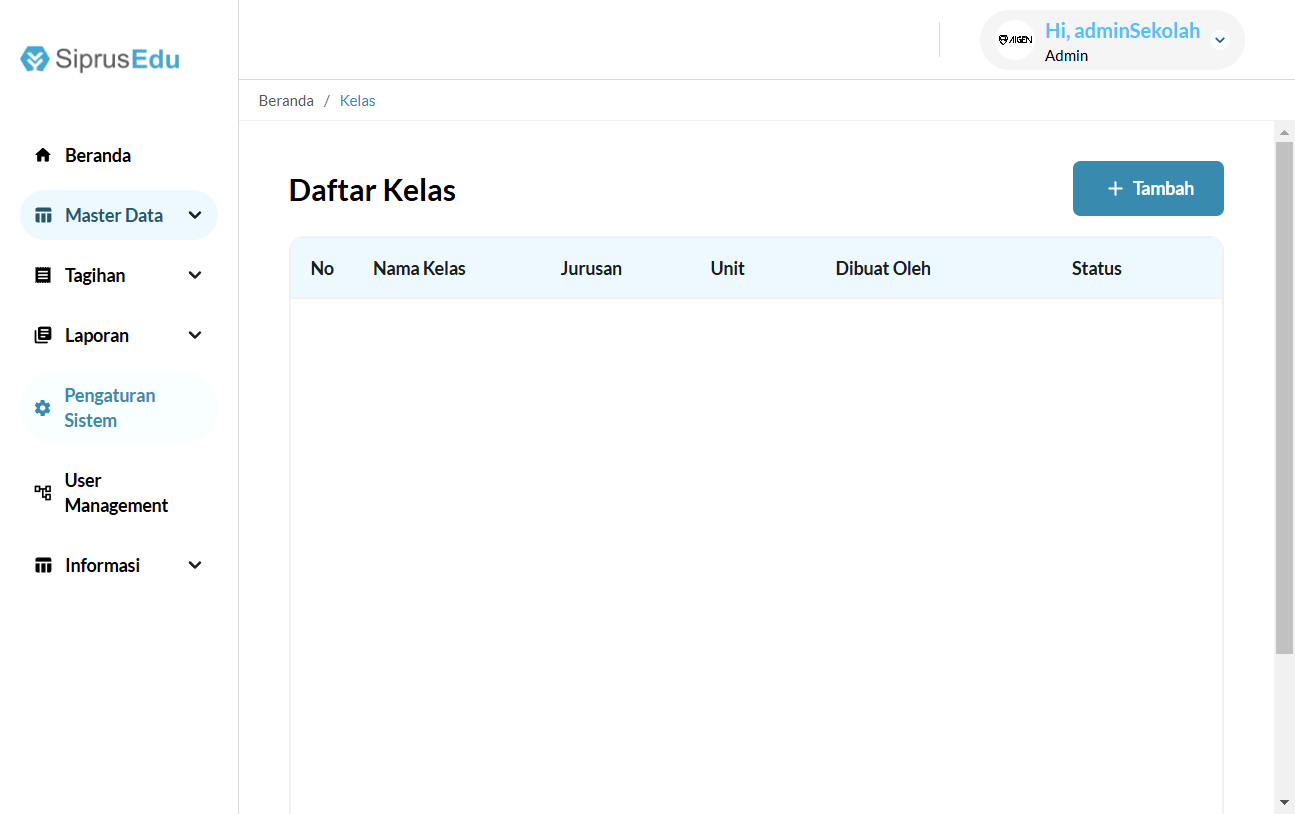 SiprusEdu
AIGEN
Hi, adminSekolah
Admin
Beranda / Kelas
Beranda
Master Data
Tagihan
Laporan
Pengaturan
Sistem
User
Management
Informasi
Daftar Kelas
+ Tambah
No Nama Kelas Jurusan Unit Dibuat Oleh Status